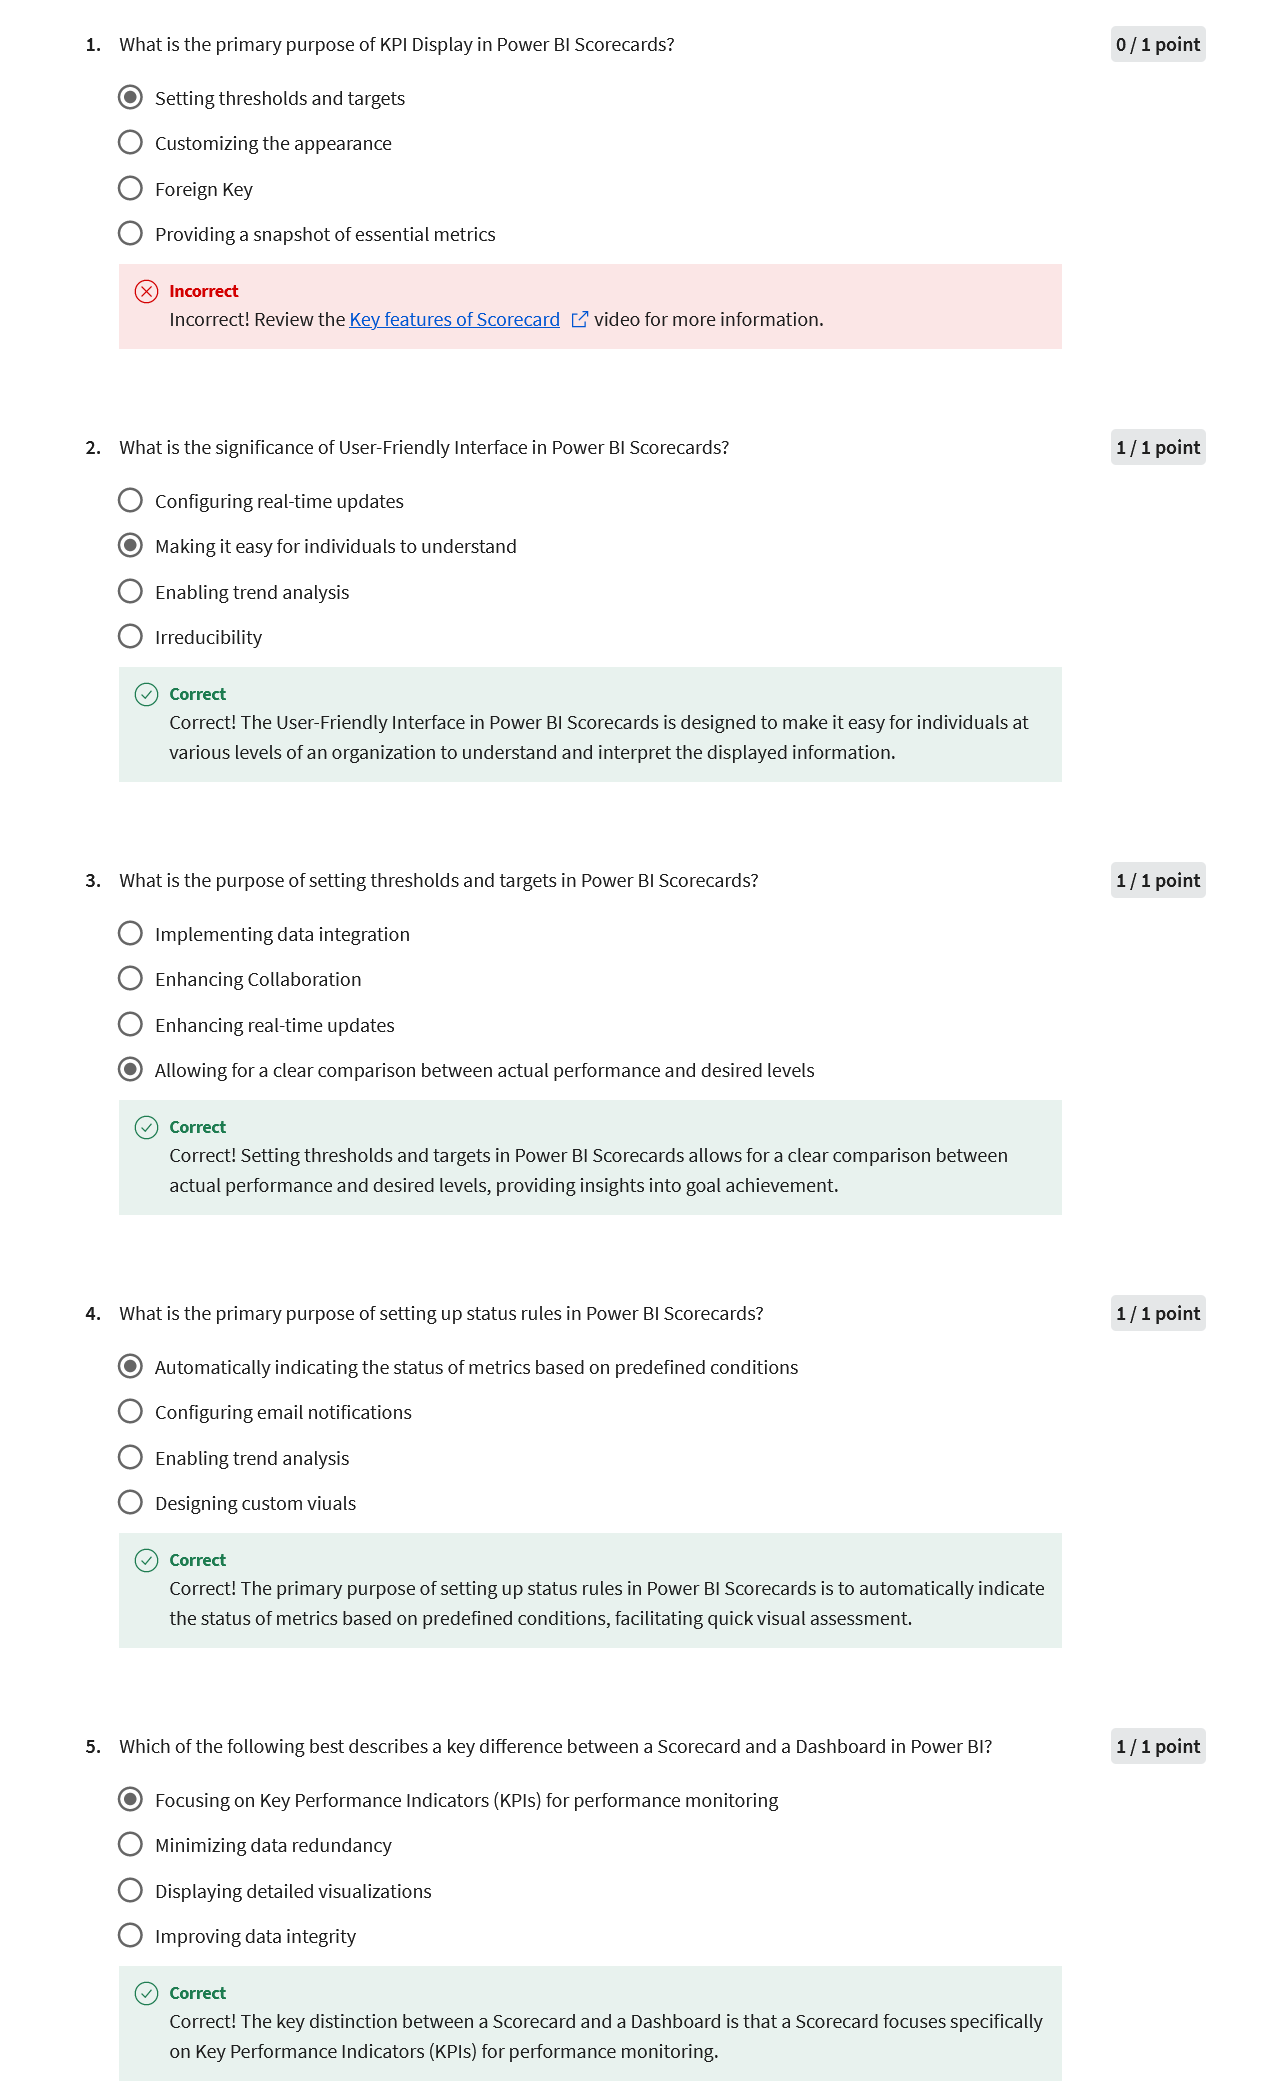 1. What is the primary purpose of KPI Display in Power BI Scorecards? 0 / 1 point
Setting thresholds and targets
Customizing the appearance
Foreign Key
Providing a snapshot of essential metrics
Incorrect
Incorrect! Review the Key features of Scorecard video for more information.
2. What is the significance of User-Friendly Interface in Power BI Scorecards? 1 / 1 point
Configuring real-time updates
Making it easy for individuals to understand
Enabling trend analysis
Irreducibility
Correct
Correct! The User-Friendly Interface in Power BI Scorecards is designed to make it easy for individuals at
various levels of an organization to understand and interpret the displayed information.
3. What is the purpose of setting thresholds and targets in Power BI Scorecards? 1 / 1 point
Implementing data integration
Enhancing Collaboration
Enhancing real-time updates
Allowing for a clear comparison between actual performance and desired levels
Correct
Correct! Setting thresholds and targets in Power BI Scorecards allows for a clear comparison between
actual performance and desired levels, providing insights into goal achievement.
4. What is the primary purpose of setting up status rules in Power BI Scorecards? 1 / 1 point
Automatically indicating the status of metrics based on predefined conditions
Configuring email notifications
Enabling trend analysis
Designing custom viuals
Correct
Correct! The primary purpose of setting up status rules in Power BI Scorecards is to automatically indicate
the status of metrics based on predefined conditions, facilitating quick visual assessment.
5. Which of the following best describes a key difference between a Scorecard and a Dashboard in Power BI? 1 / 1 point
Focusing on Key Performance Indicators (KPIs) for performance monitoring
Minimizing data redundancy
Displaying detailed visualizations
Improving data integrity
Correct
Correct! The key distinction between a Scorecard and a Dashboard is that a Scorecard focuses specifically
on Key Performance Indicators (KPIs) for performance monitoring.